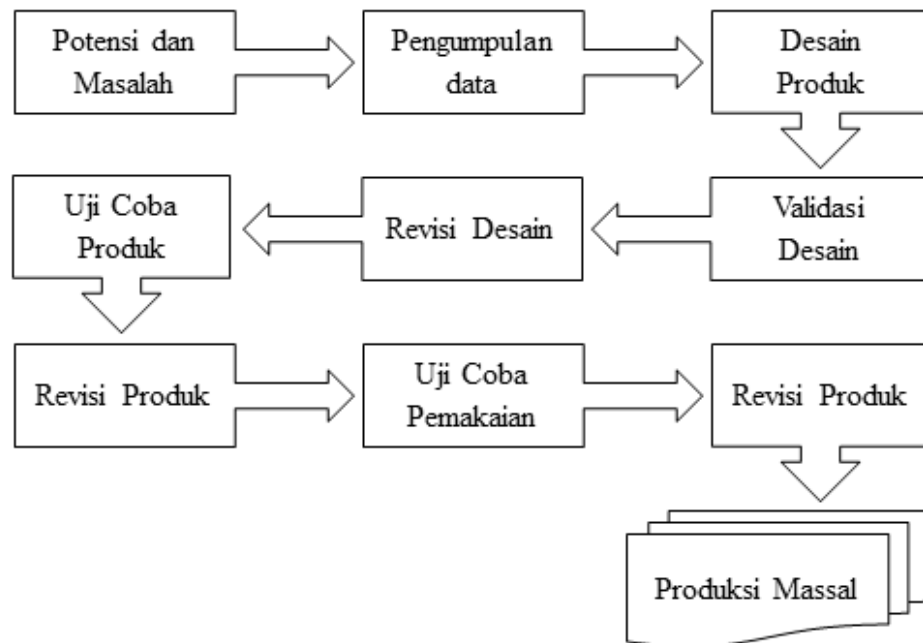 Potensi dan
Masalah
Pengumpulan
data
Desain
Produk
Uji Coba
Produk
Revisi Desain
Validasi
Desain
Revisi Produk
Uji Coba
Pemakaian
Revisi Produk
Produksi Massal